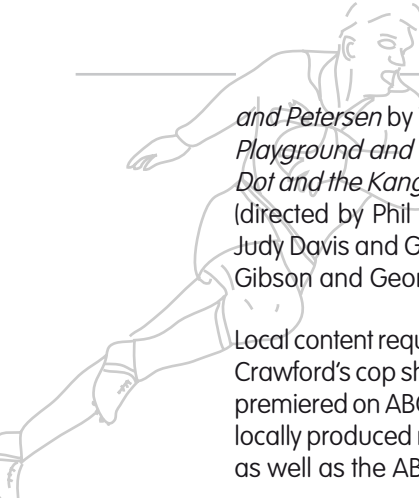 and Petersen by
Playground and
Dot and the Kang
(directed by Phil
Judy Davis and G
Gibson and Geor
Local content requ
Crawford's cop sh
premiered on ABC
locally produced
as well as the AB